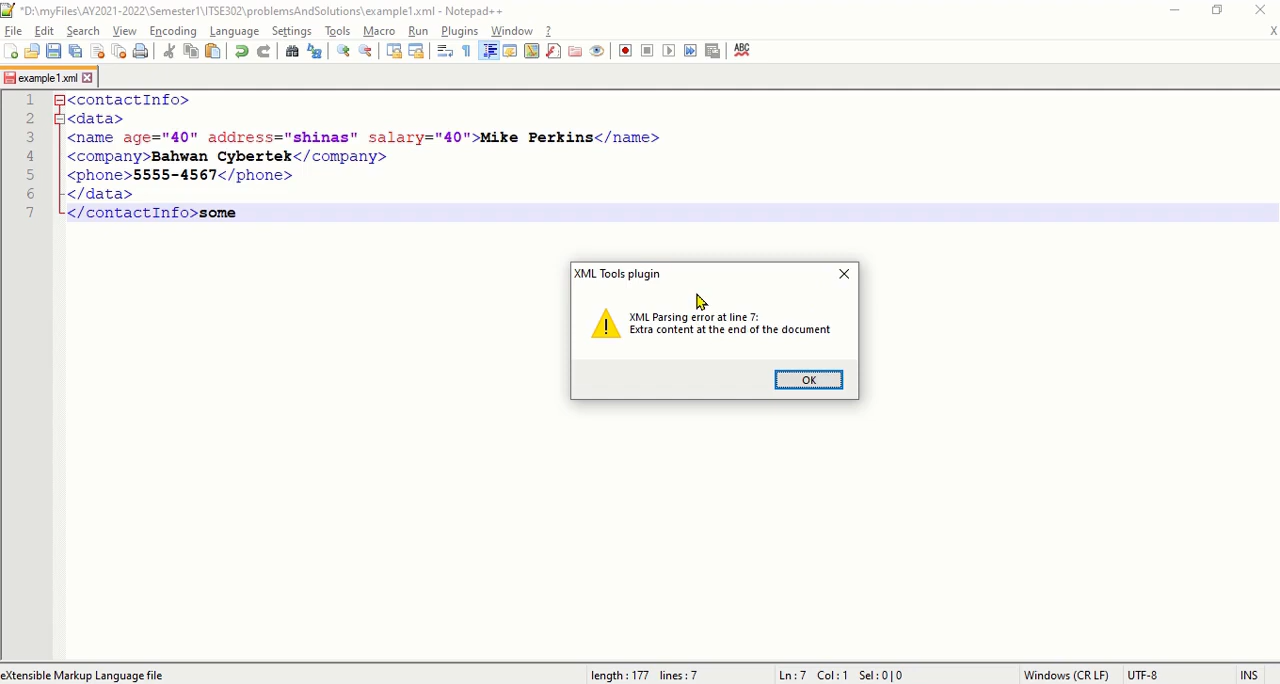 *D:\myFiles\AY2021-2022\Semester1\ITSE302\problemsAndSolutions\example1.xml - Notepad++
File Edit Search View Encoding Language Settings Tools Macro Run Plugins Window ? X
ABC
example1.xml
1 <contactInfo>
2 <data>
3 <name age="40" address="shinas" salary="40">Mike Perkins</name>
4 <company>Bahwan Cybertek</company>
5 <phone>5555-4567</phone>
6 </data>
7 </contactInfo>some
XML Tools plugin
XML Parsing error at line 7:
Extra content at the end of the document
OK
eXtensible Markup Language file length : 177 lines : 7 Ln : 7 Col : 1 Sel : 0 | 0 Windows (CR LF) UTF-8 INS